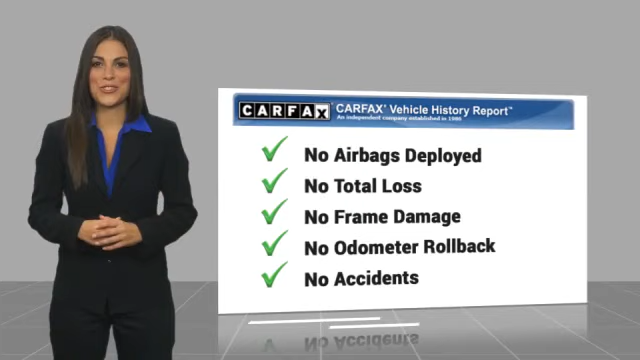 CARFAX CARFAX® Vehicle History Report™
An independent company established in 1986
No Airbags Deployed
No Total Loss
No Frame Damage
No Odometer Rollback
No Accidents